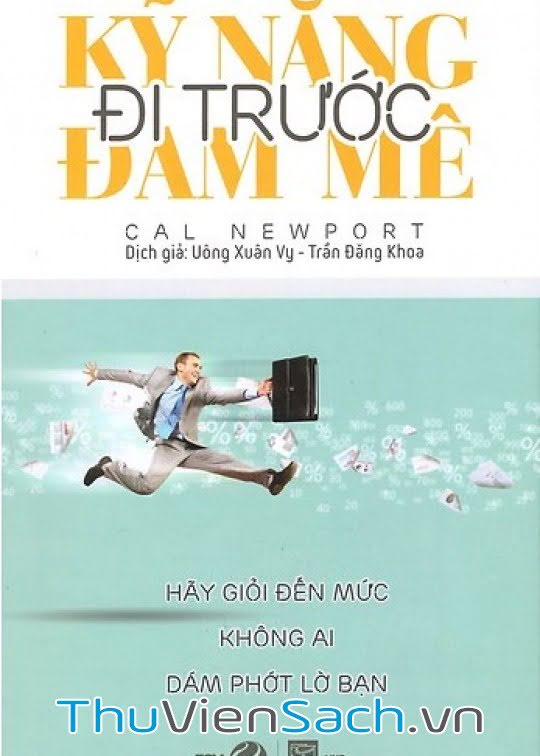 KỸ NĂNG
ĐI TRƯỚC
ĐAM MÊ
CAL NEWPORT
Dịch giả: Uông Xuân Vy - Trần Đăng Khoa
HÃY GIỎI ĐẾN MỨC
KHÔNG AI
DÁM PHỚT LỜ BẠN
ThuVienSach.vn